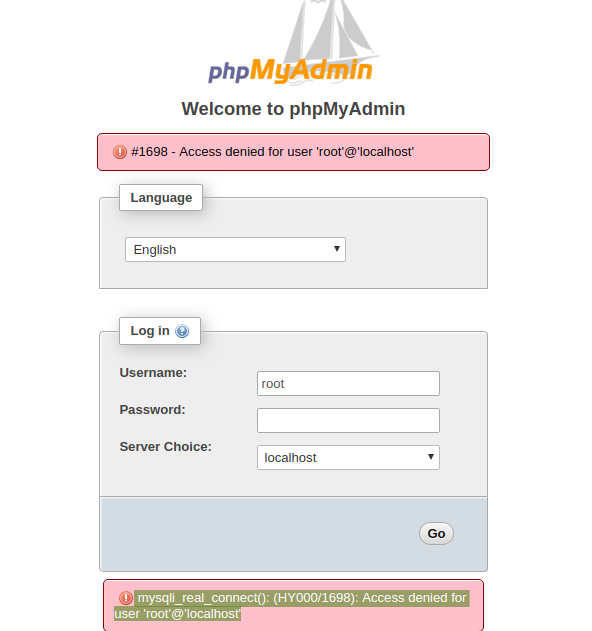 phpMyAdmin
Welcome to phpMyAdmin
#1698 - Access denied for user 'root'@'localhost'
Language
English
Log in
Username:
root
Password:
Server Choice:
localhost
Go
mysqli_real_connect(): (HY000/1698): Access denied for
user 'root'@'localhost'